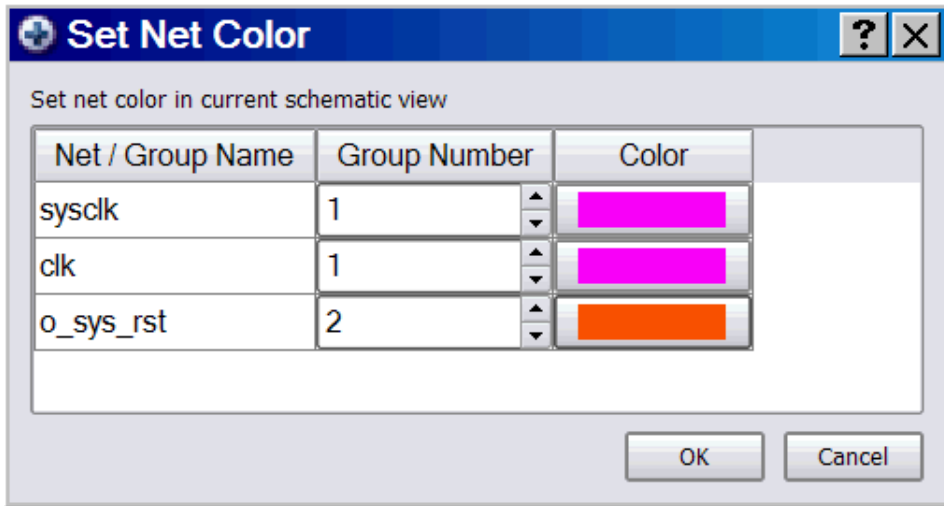 Set Net Color
?
Set net color in current schematic view
Net / Group Name Group Number Color
sysclk 1
clk 1
o_sys_rst 2
OK Cancel